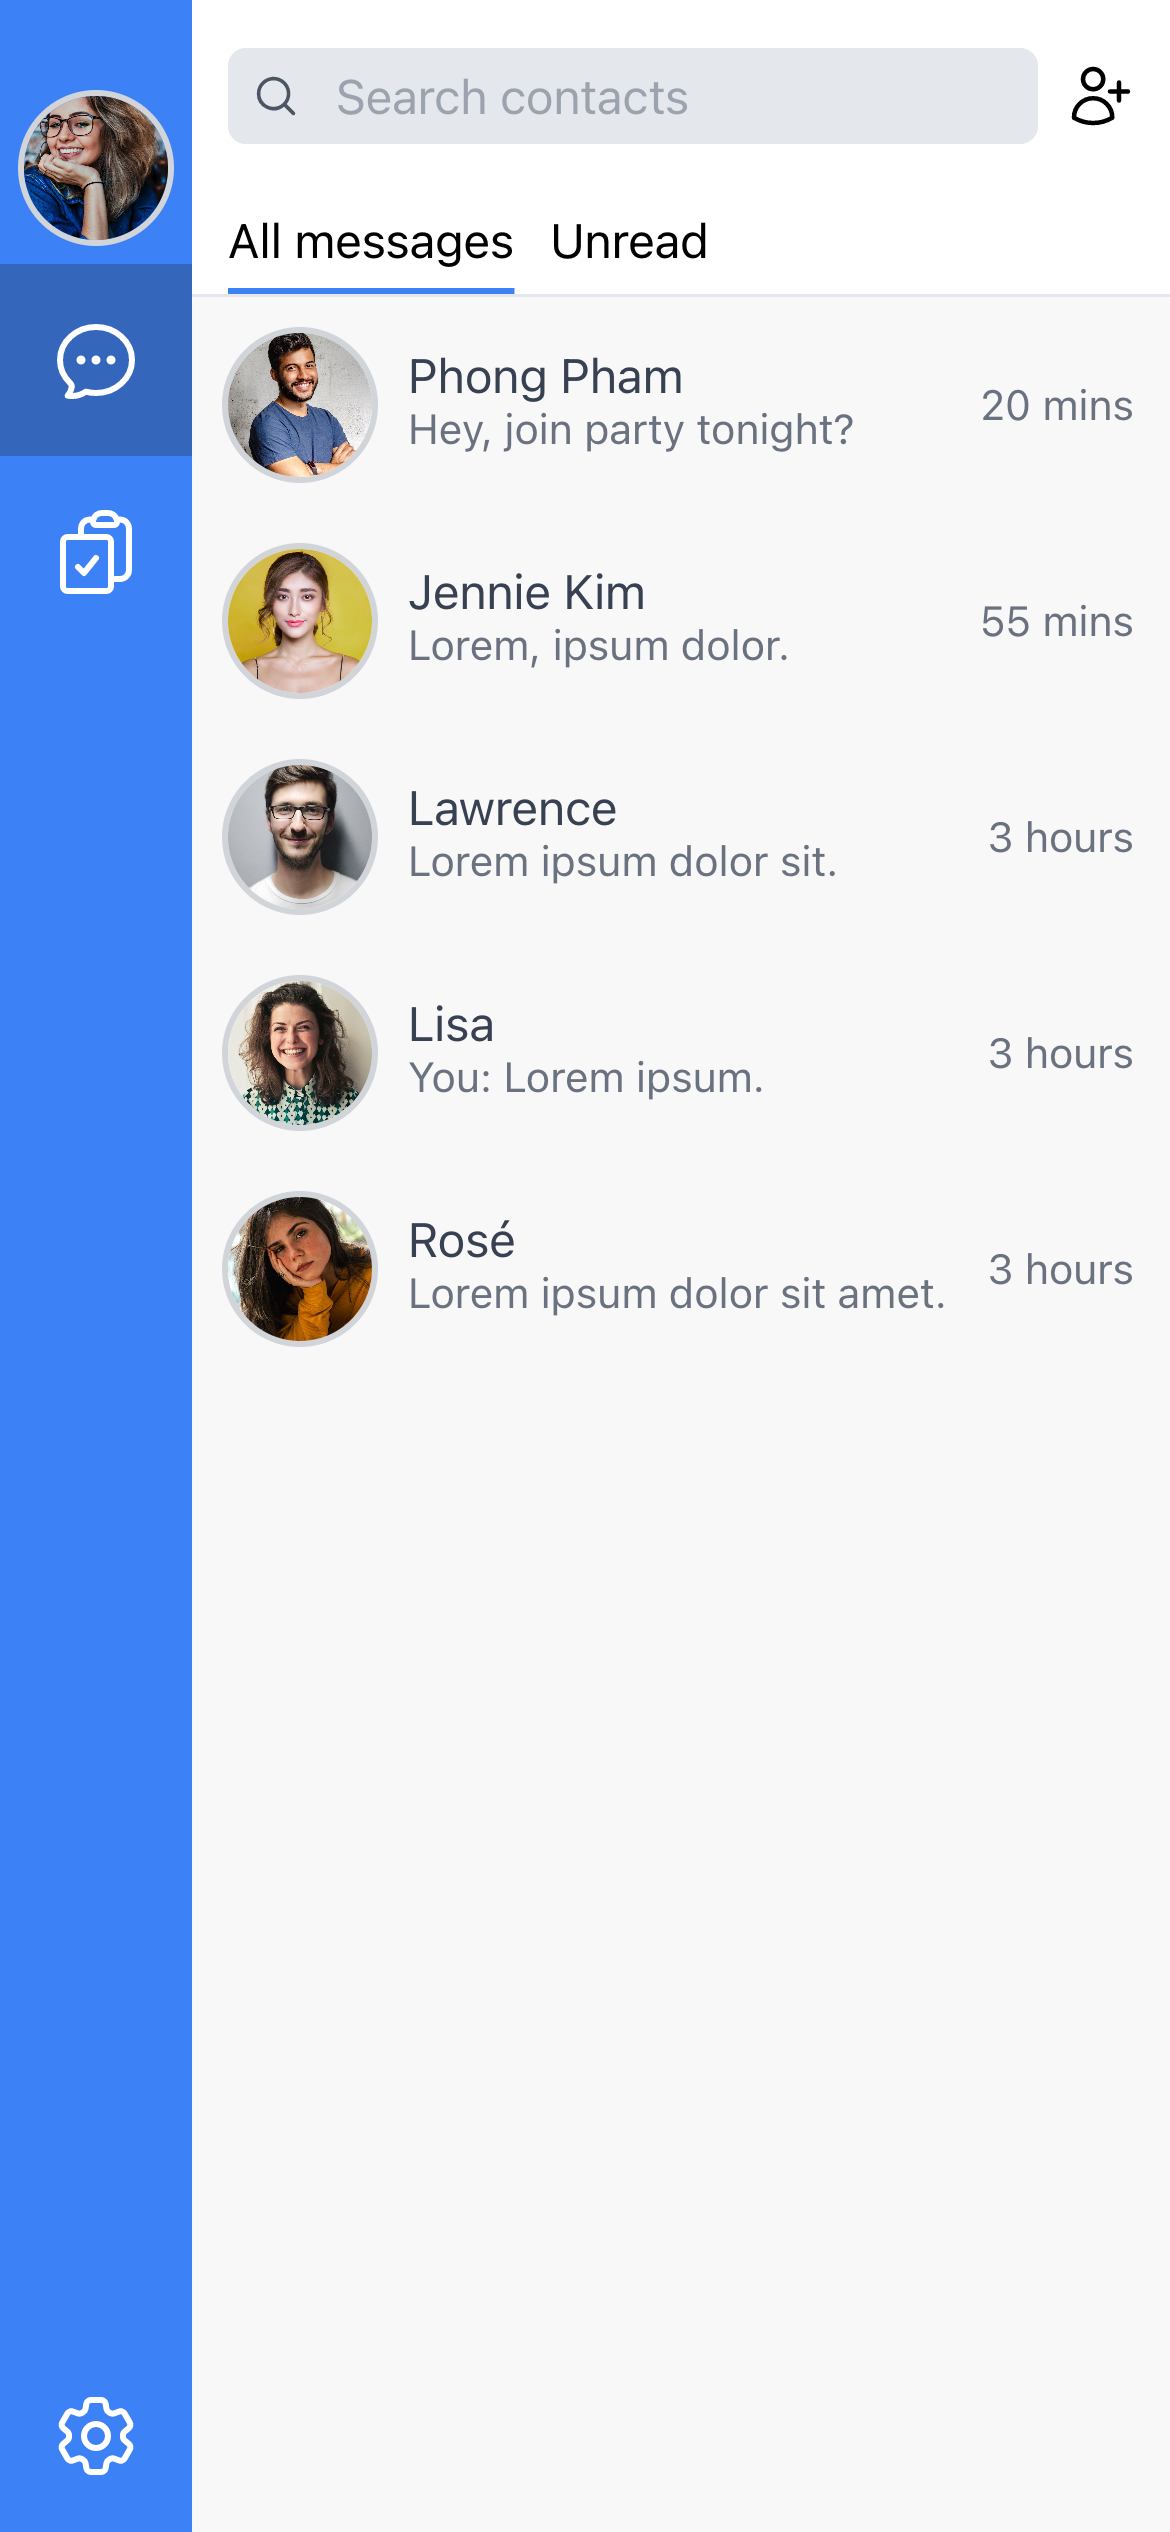 Search contacts
All messages Unread
Phong Pham
Hey, join party tonight?
20 mins
Jennie Kim
Lorem, ipsum dolor.
55 mins
Lawrence
Lorem ipsum dolor sit.
3 hours
Lisa
You: Lorem ipsum.
3 hours
Rosé
Lorem ipsum dolor sit amet.
3 hours